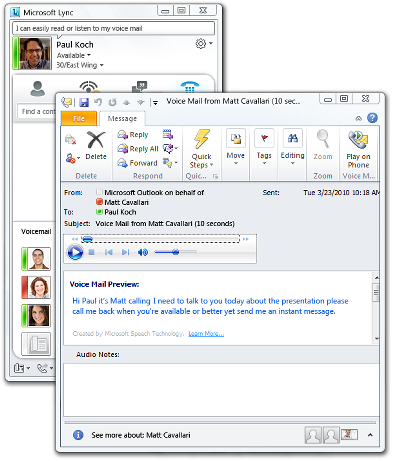 Microsoft Lync
I can easily read or listen to my voice mail
Paul Koch
Available
30/East Wing
Find a cont
Voicemail
Voice Mail from Matt Cavallari (10 sec...
File
Message
Delete
Delete
Reply
Reply All
Forward
Respond
Quick
Steps
Quic...
Move
Tags
Editing
Zoom
Zoom
Play on
Phone
Voice M...
From: Microsoft Outlook on behalf of
Matt Cavallari
Sent: Tue 3/23/2010 10:18 AM
To: Paul Koch
Subject: Voice Mail from Matt Cavallari (10 seconds)
Voice Mail Preview:
Hi Paul it's Matt calling I need to talk to you today about the presentation please
call me back when you're available or better yet send me an instant message.
Created by Microsoft Speech Technology. Learn More...
Audio Notes:
See more about: Matt Cavallari